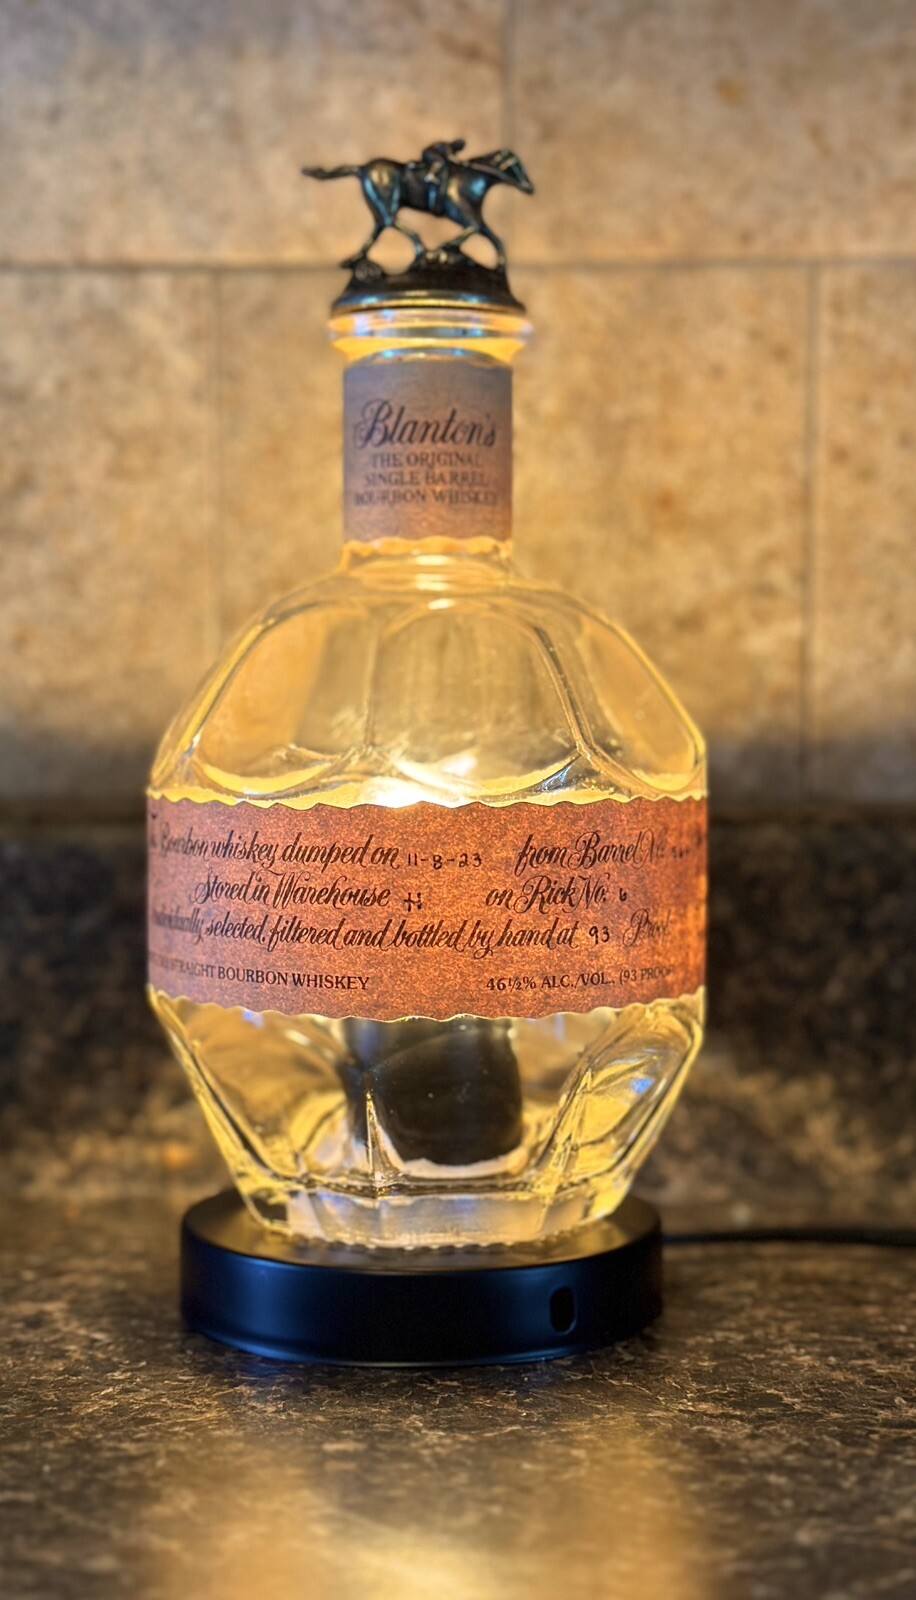 Blanton's
THE ORIGINAL
SINGLE BARREL
BOURBON WHISKEY
Bourbon whiskey dumped on 11-8-23 from Barrel No.
Stored in Warehouse H on Rick No. 6
Individually selected, filtered and bottled by hand at 93 Proof
STRAIGHT BOURBON WHISKEY 46½% ALC./VOL., (93 PROOF)